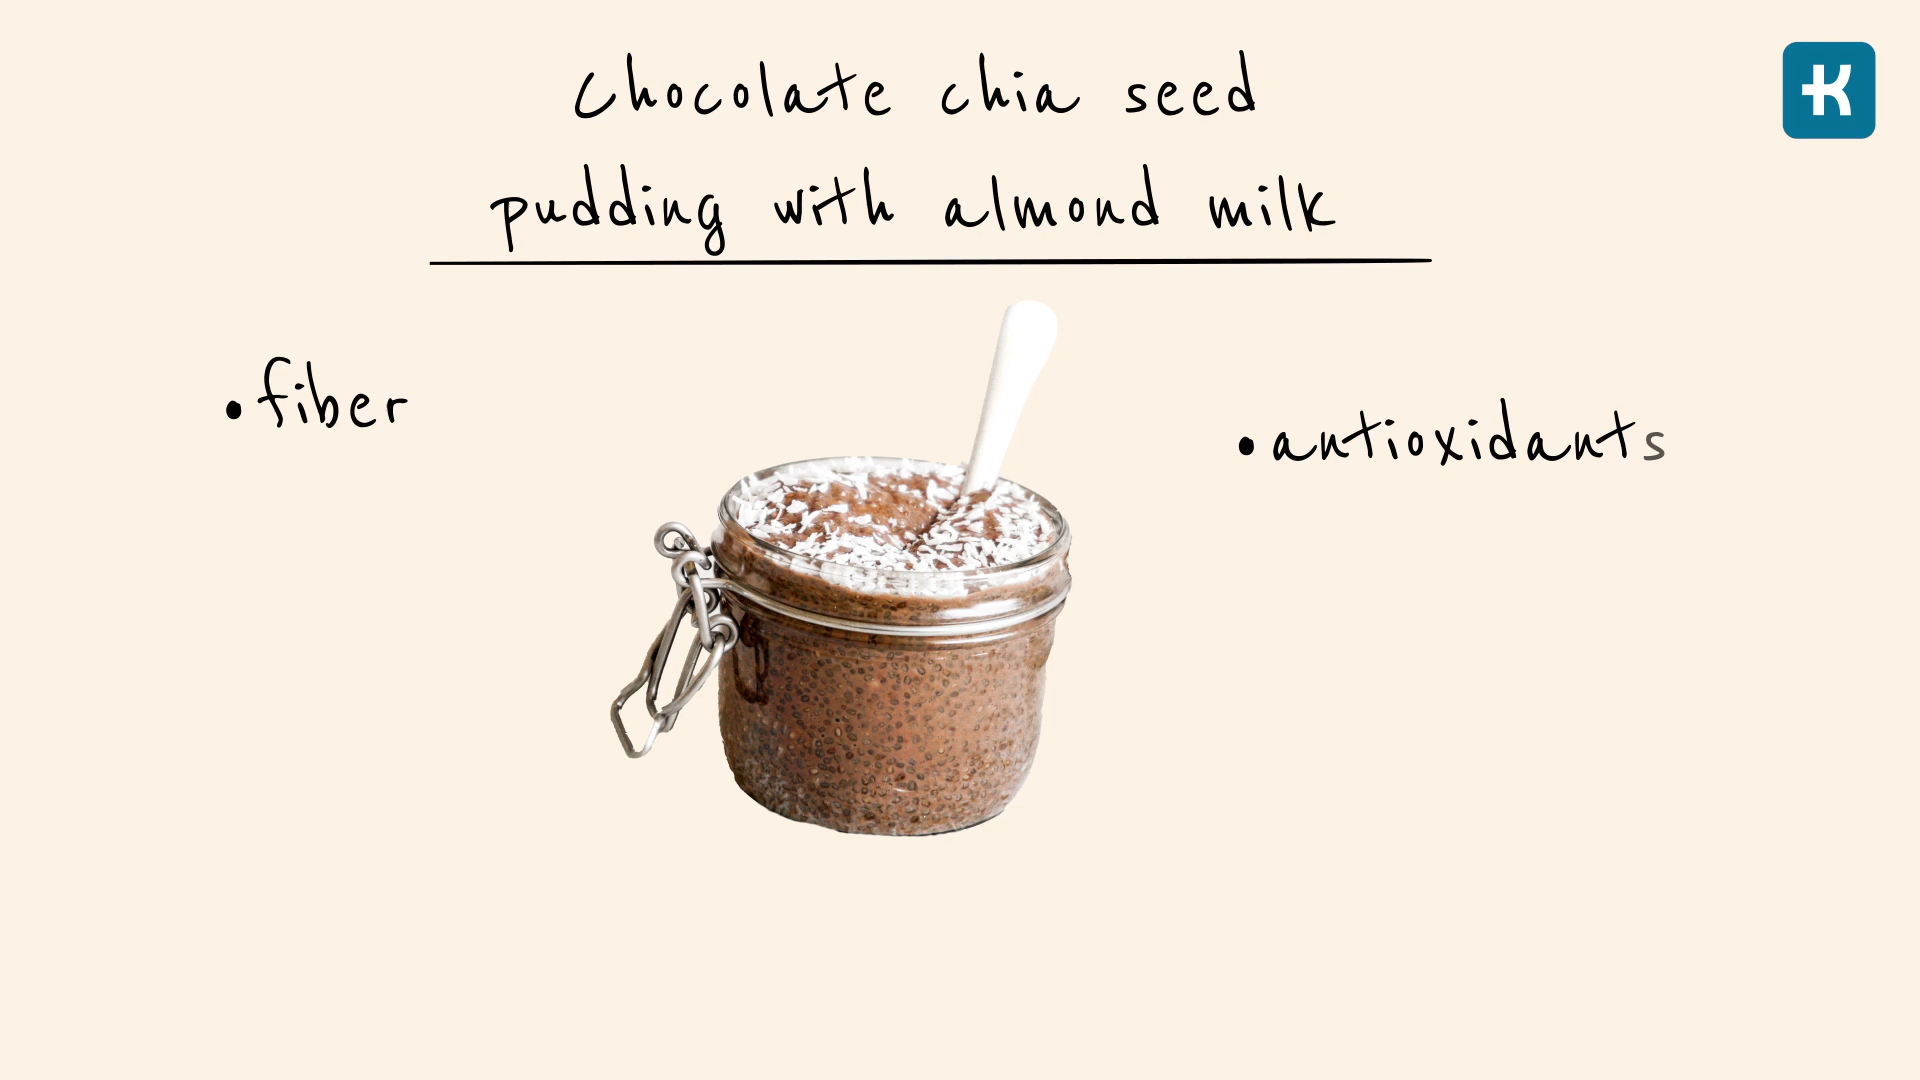 Chocolate chia seed
pudding with almond milk
• fiber
• antioxidants
K